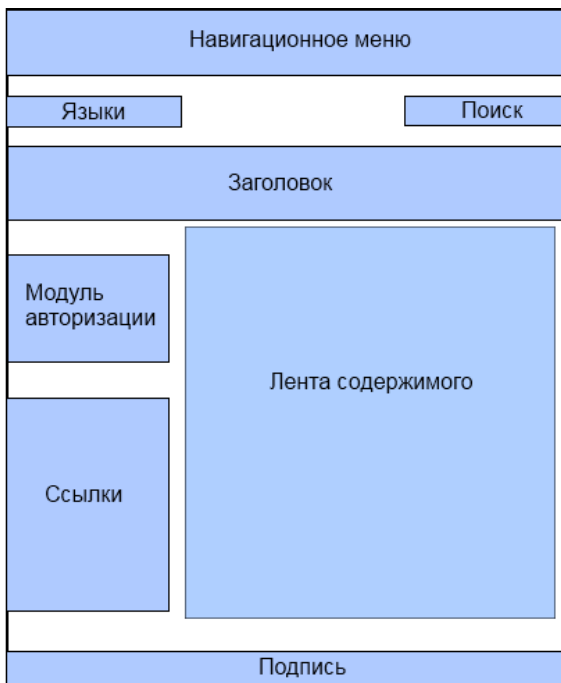 Навигационное меню
Языки
Поиск
Заголовок
Модуль
авторизации
Лента содержимого
Ссылки
Подпись